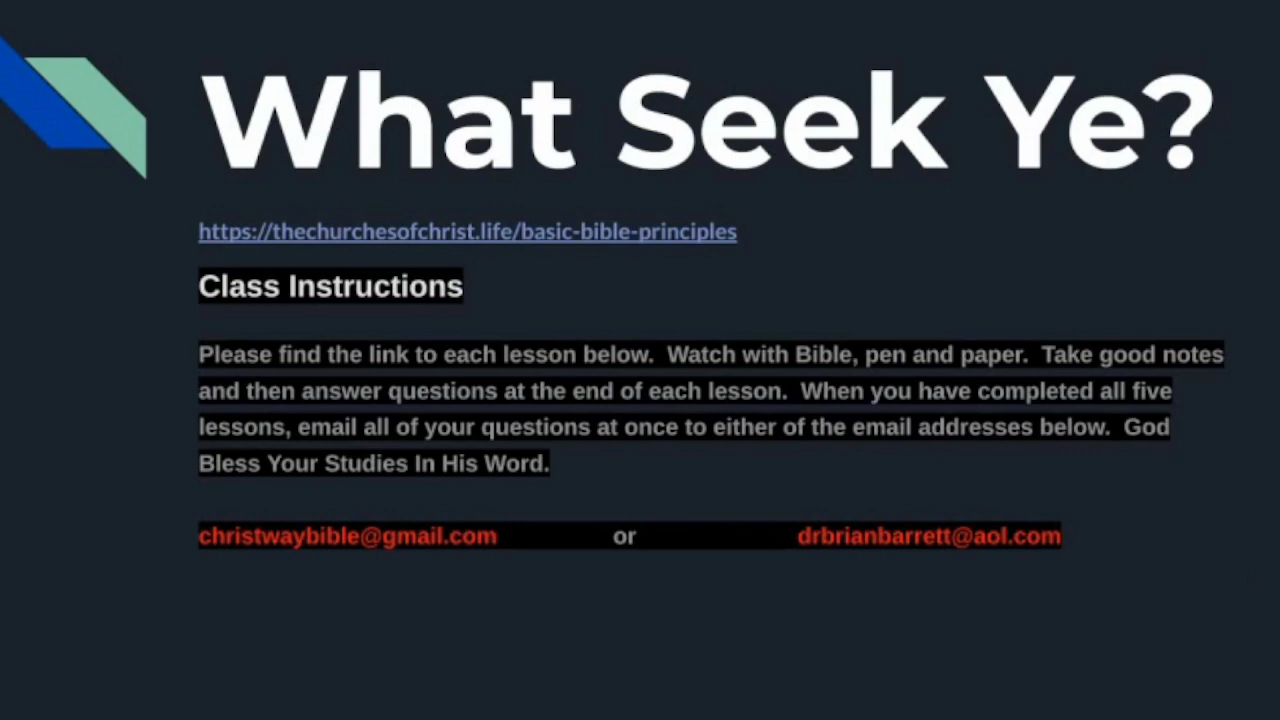 What Seek Ye?
https://thechurchesofchrist.life/basic-bible-principles
Class Instructions
Please find the link to each lesson below.  Watch with Bible, pen and paper.  Take good notes
and then answer questions at the end of each lesson.  When you have completed all five
lessons, email all of your questions at once to either of the email addresses below.  God
Bless Your Studies In His Word.
christwaybible@gmail.com or drbrianbarrett@aol.com